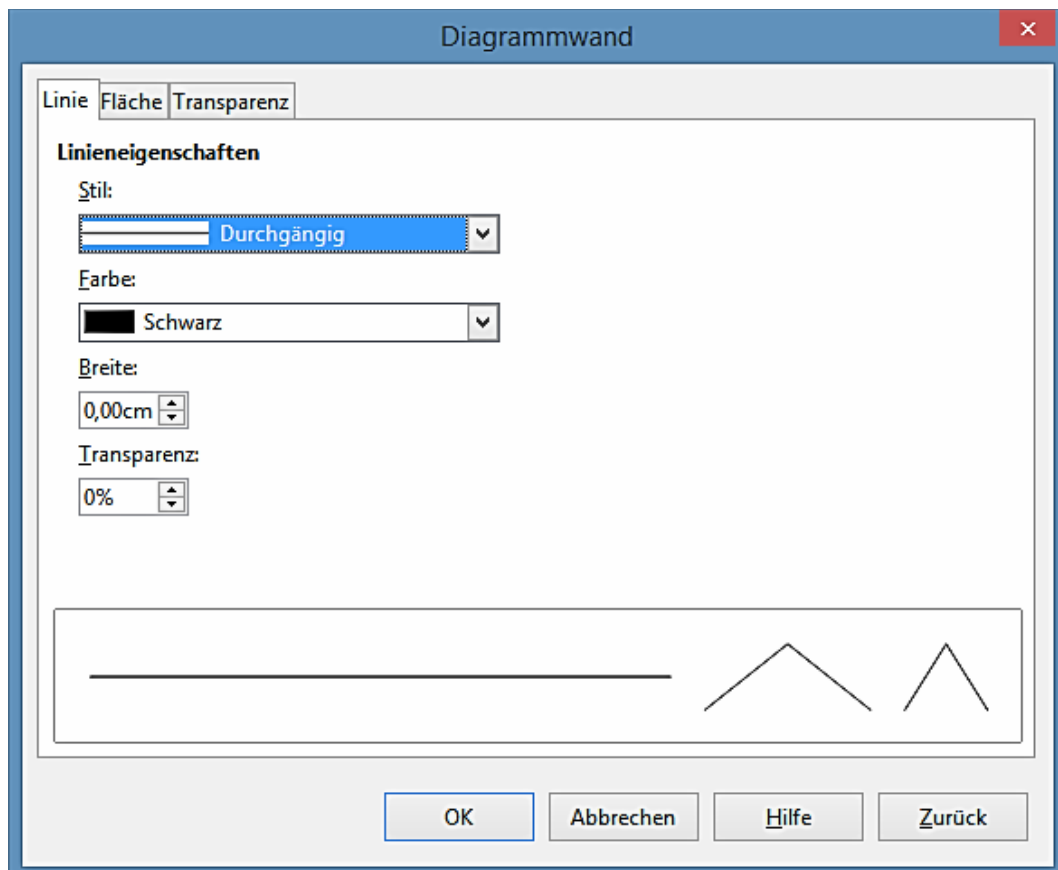 Diagrammwand
Linie Fläche Transparenz
Linieneigenschaften
Stil:
Durchgängig
Farbe:
Schwarz
Breite:
0,00cm
Transparenz:
0%
OK Abbrechen Hilfe Zurück